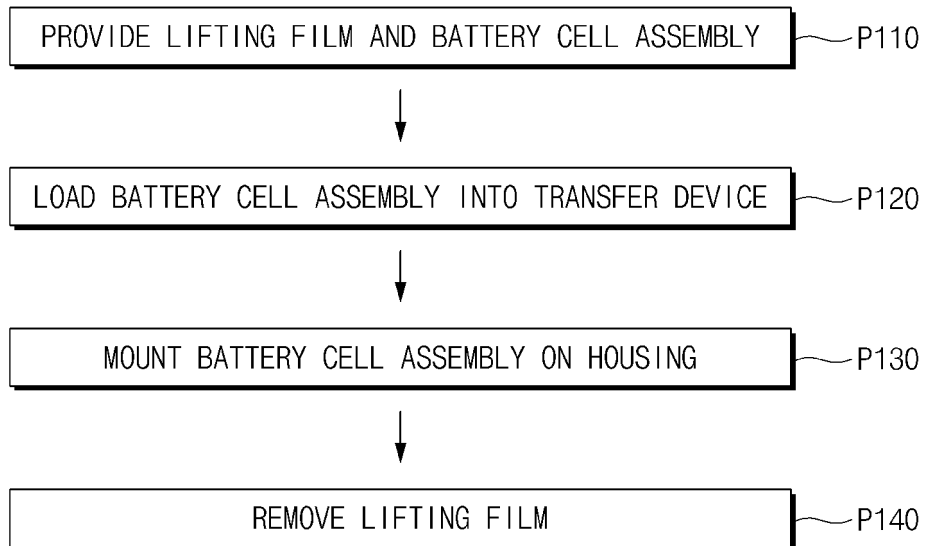 PROVIDE LIFTING FILM AND BATTERY CELL ASSEMBLY P110
LOAD BATTERY CELL ASSEMBLY INTO TRANSFER DEVICE P120
MOUNT BATTERY CELL ASSEMBLY ON HOUSING P130
REMOVE LIFTING FILM P140